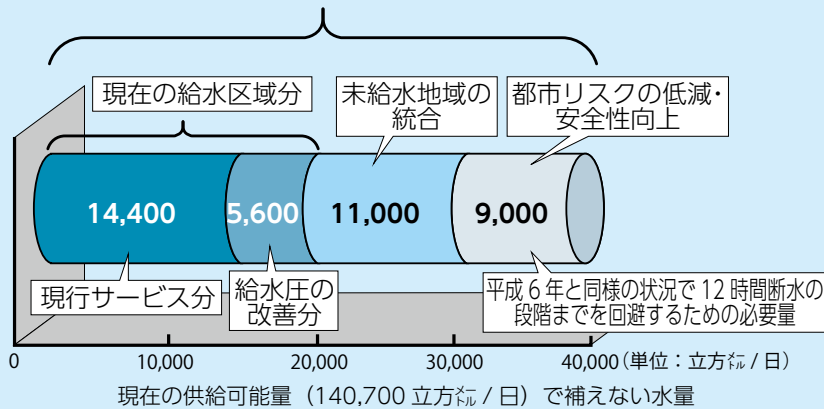 現在の給水区域分
未給水地域の
統合
都市リスクの低減・
安全性向上
14,400
5,600
11,000
9,000
現行サービス分
給水圧の
改善分
平成6年と同様の状況で12時間断水の
段階までを回避するための必要量
0 10,000 20,000 30,000 40,000(単位:立方㍍/日)
現在の供給可能量(140,700立方㍍/日)で補えない水量